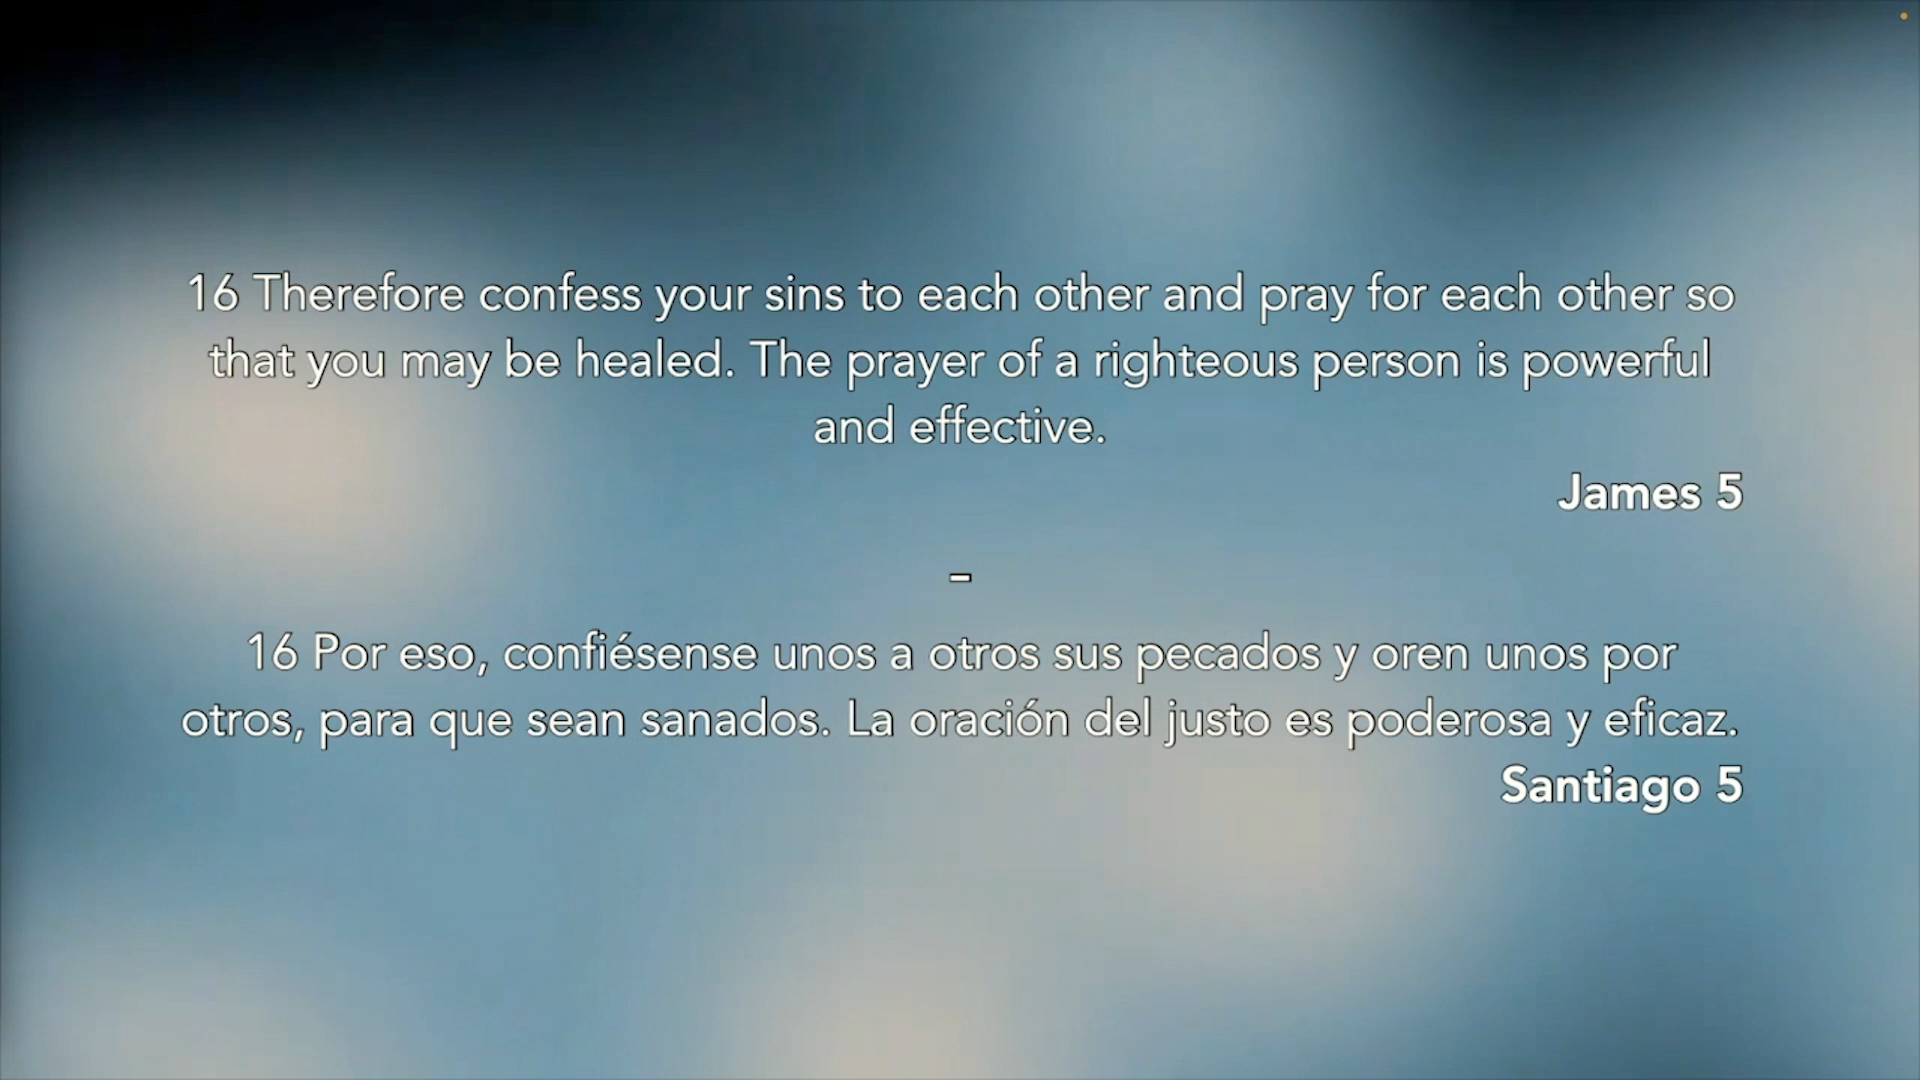 16 Therefore confess your sins to each other and pray for each other so
that you may be healed. The prayer of a righteous person is powerful
and effective.
James 5
–
16 Por eso, confiésense unos a otros sus pecados y oren unos por
otros, para que sean sanados. La oración del justo es poderosa y eficaz.
Santiago 5